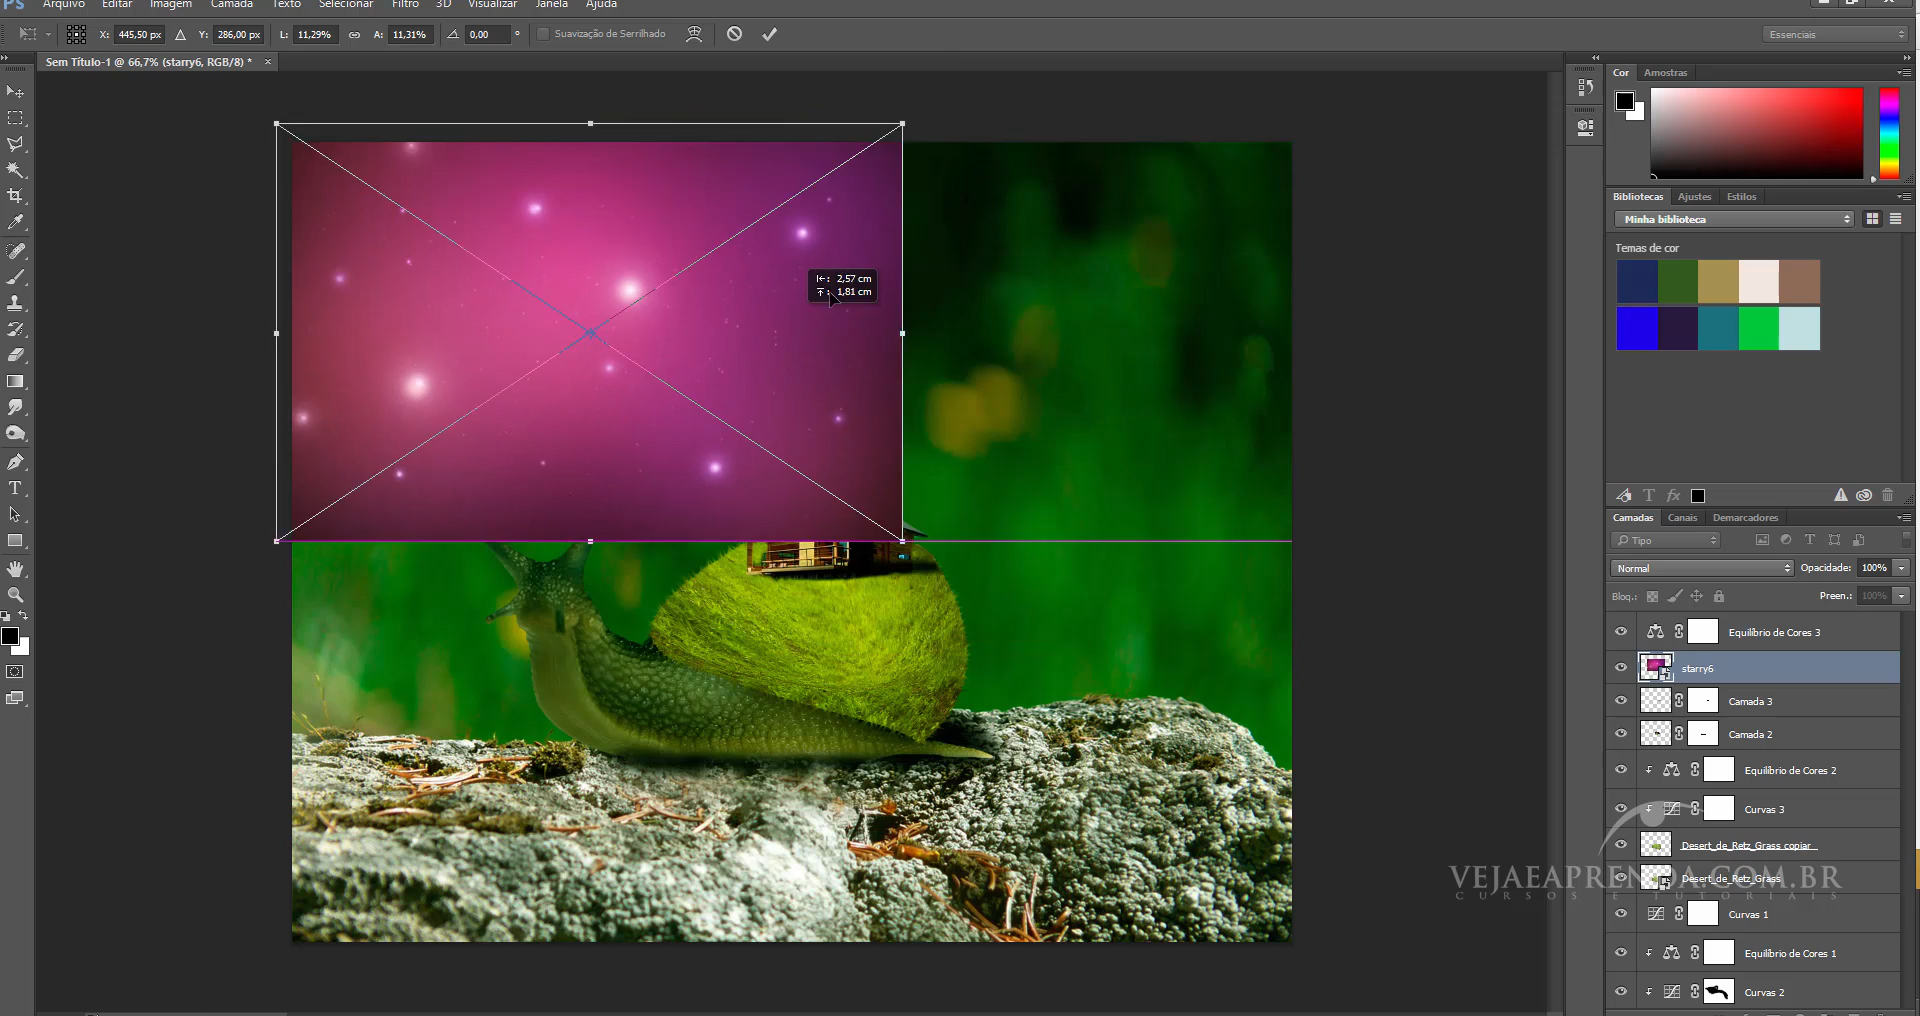 Ps Arquivo Editar Imagem Camada Texto Selecionar Filtro 3D Visualizar Janela Ajuda
X: 445,50 px Y: 286,00 px L: 11,29% A: 11,31% 0,00 ° Suavização de Serrilhado Essenciais
Sem Título-1 @ 66,7% (starry6, RGB/8) * ×
Cor Amostras
Bibliotecas Ajustes Estilos
Minha biblioteca
Temas de cor
2,57 cm
1,81 cm
T fx
Camadas Canais Demarcadores
Tipo T
Normal Opacidade: 100%
Bloq.: Preen.: 100%
Equilíbrio de Cores 3
starry6
Camada 3
Camada 2
Equilíbrio de Cores 2
Curvas 3
Desert_de_Retz_Grass copiar
Desert_de_Retz_Grass
VEJAEAPRENDA.COM.BR
CURSOS E TUTORIAIS
Curvas 1
Equilíbrio de Cores 1
Curvas 2